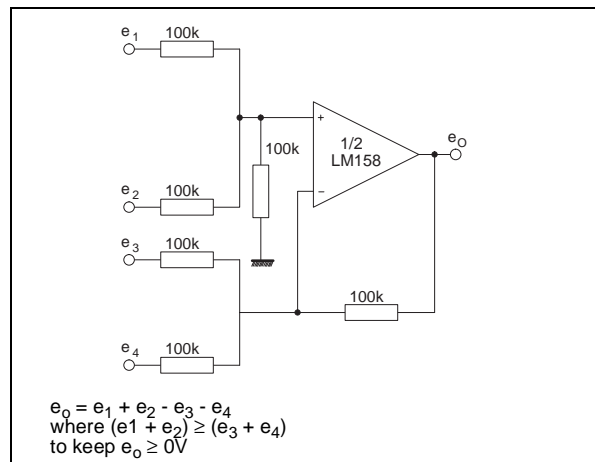 e1
100k
100k
+
1/2
LM158
eO
−
e2
100k
e3
100k
100k
e4
100k
eo = e1 + e2 - e3 - e4
where (e1 + e2) ≥ (e3 + e4)
to keep eo ≥ 0V